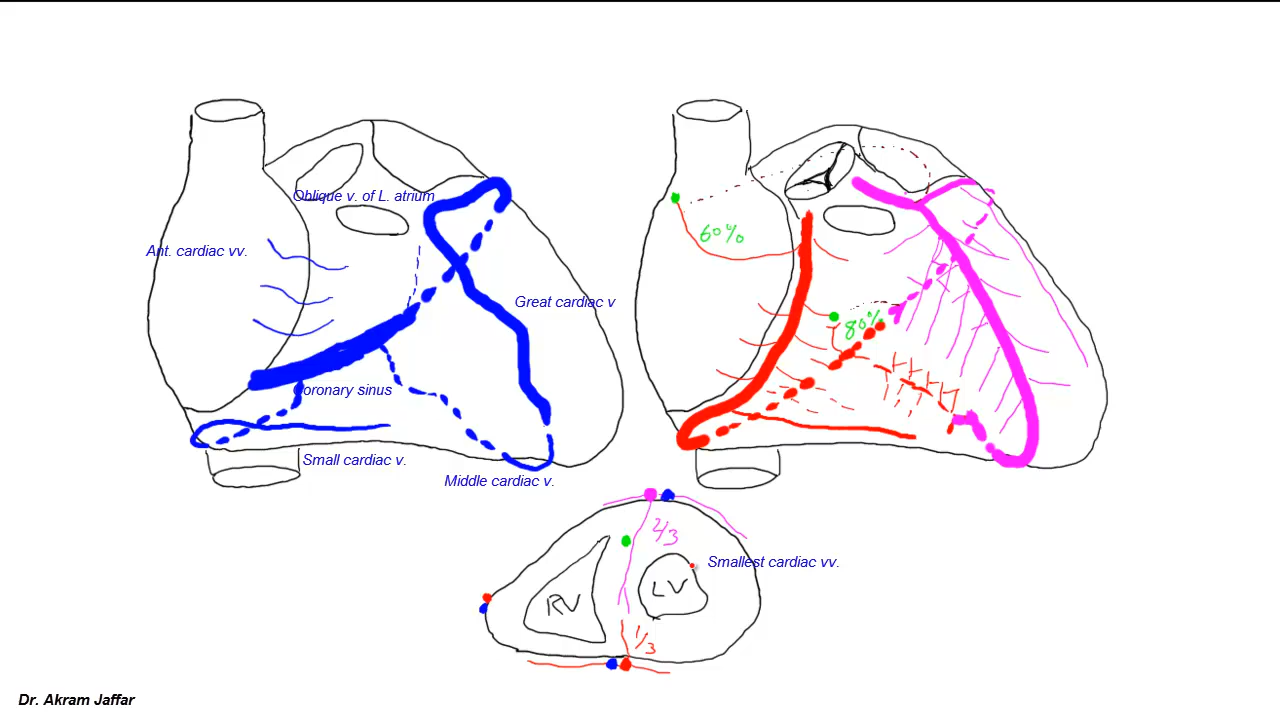 Oblique v. of L. atrium
Ant. cardiac vv.
Great cardiac v
Coronary sinus
Small cardiac v.
Middle cardiac v.
60%
80%
2/3
Smallest cardiac vv.
RV
LV
1/3
Dr. Akram Jaffar